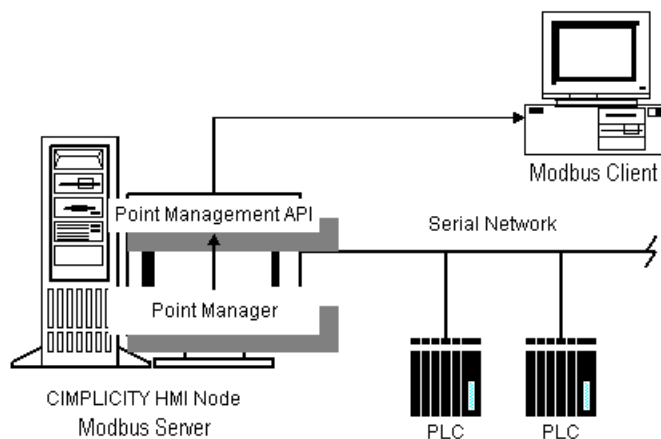 Modbus Client
Point Management API
Serial Network
Point Manager
CIMPLICITY HMI Node
Modbus Server
PLC
PLC